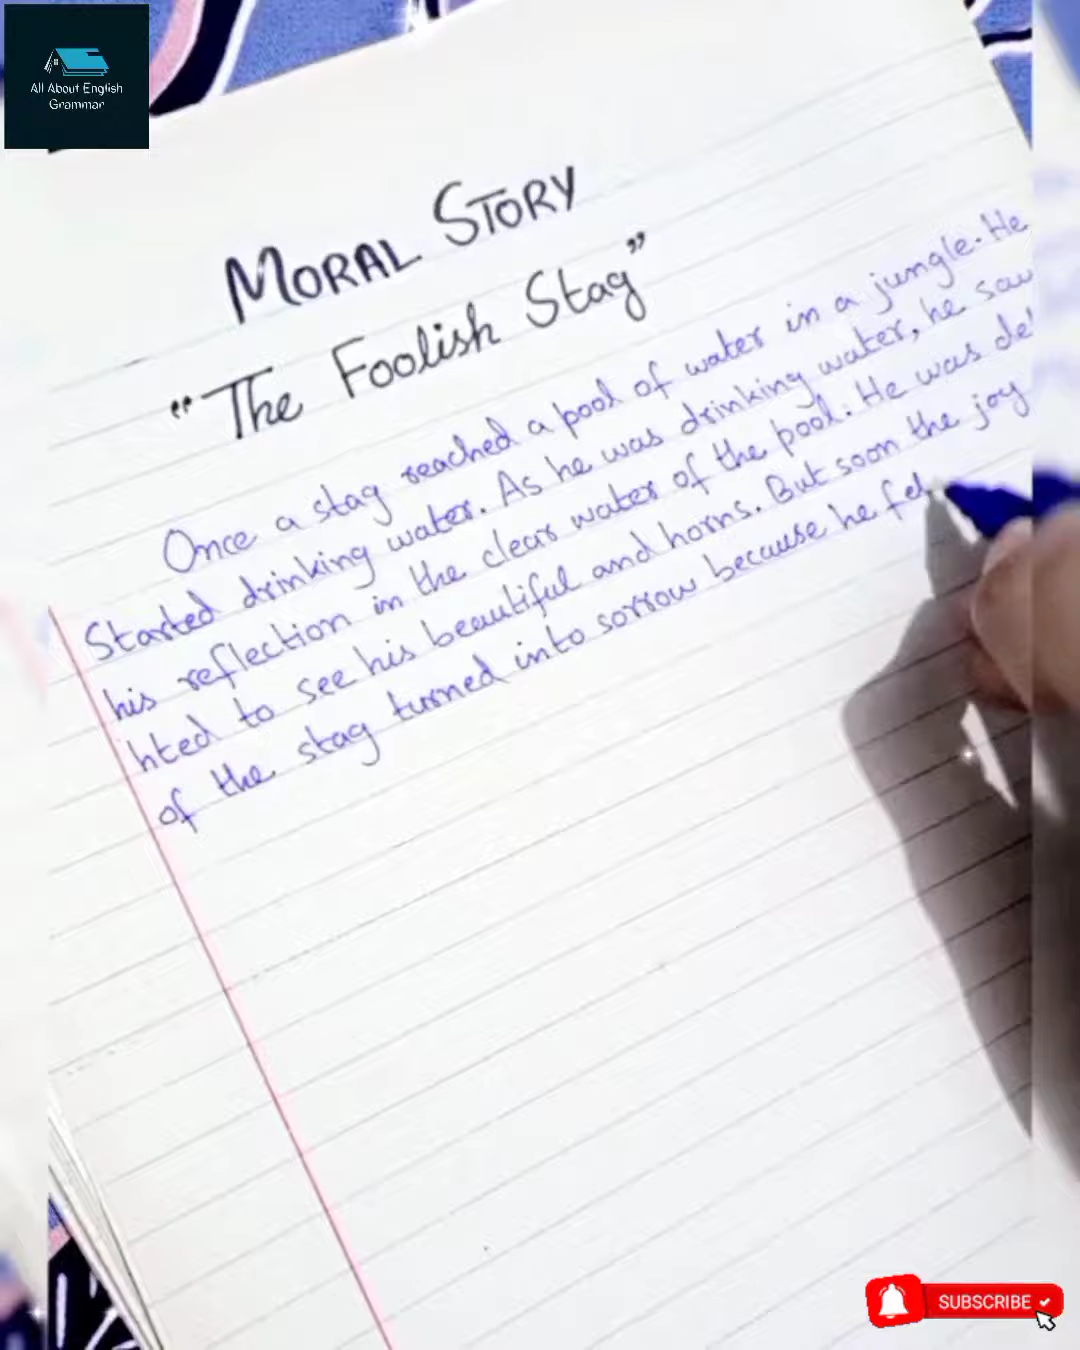 All About English
Grammar
MORAL STORY
"The Foolish Stag"
Once a stag reached a pool of water in a jungle. He
Started drinking water. As he was drinking water, he saw
his reflection in the clear water of the pool. He was del
hted to see his beautiful and horns. But soon the joy
of the stag turned into sorrow because he fel
SUBSCRIBE